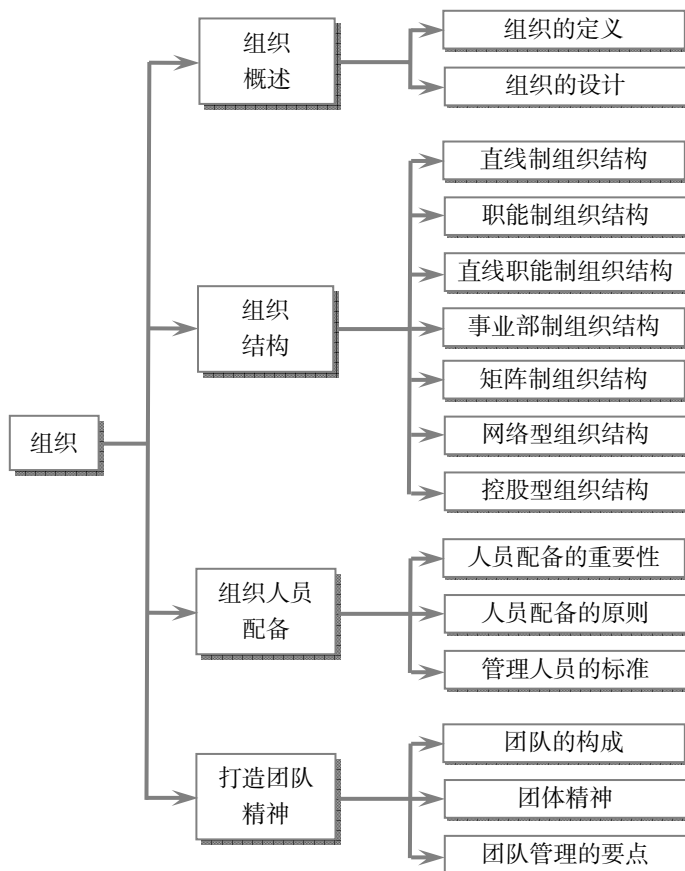 组织
组织
概述
组织的定义
组织的设计
组织
结构
直线制组织结构
职能制组织结构
直线职能制组织结构
事业部制组织结构
矩阵制组织结构
网络型组织结构
控股型组织结构
组织人员
配备
人员配备的重要性
人员配备的原则
管理人员的标准
打造团队
精神
团队的构成
团体精神
团队管理的要点